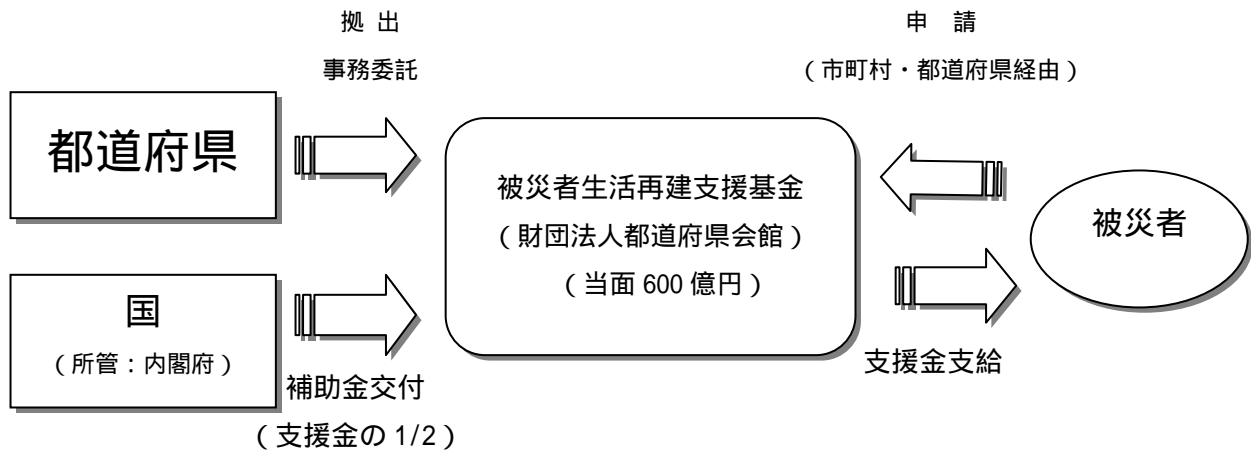 拠 出
事務委託
申 請
（市町村・都道府県経由）
都道府県
被災者生活再建支援基金
（財団法人都道府県会館）
（当面 600 億円）
被災者
国
（所管：内閣府）
補助金交付
（支援金の 1/2）
支援金支給